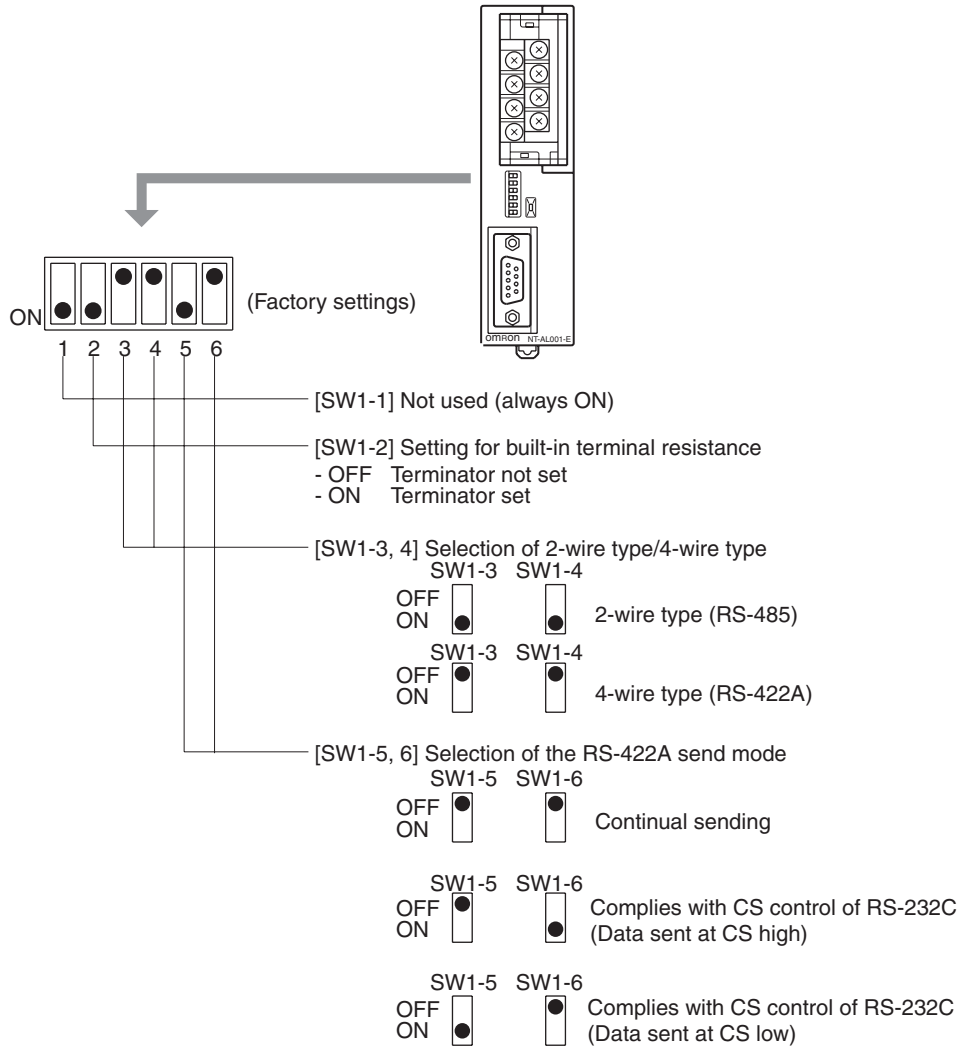 omron NT-AL001-E
ON
(Factory settings)
1 2 3 4 5 6
[SW1-1] Not used (always ON)
[SW1-2] Setting for built-in terminal resistance
- OFF Terminator not set
- ON Terminator set
[SW1-3, 4] Selection of 2-wire type/4-wire type
SW1-3 SW1-4
OFF
ON
2-wire type (RS-485)
SW1-3 SW1-4
OFF
ON
4-wire type (RS-422A)
[SW1-5, 6] Selection of the RS-422A send mode
SW1-5 SW1-6
OFF
ON
Continual sending
SW1-5 SW1-6
OFF
ON
Complies with CS control of RS-232C
(Data sent at CS high)
SW1-5 SW1-6
OFF
ON
Complies with CS control of RS-232C
(Data sent at CS low)